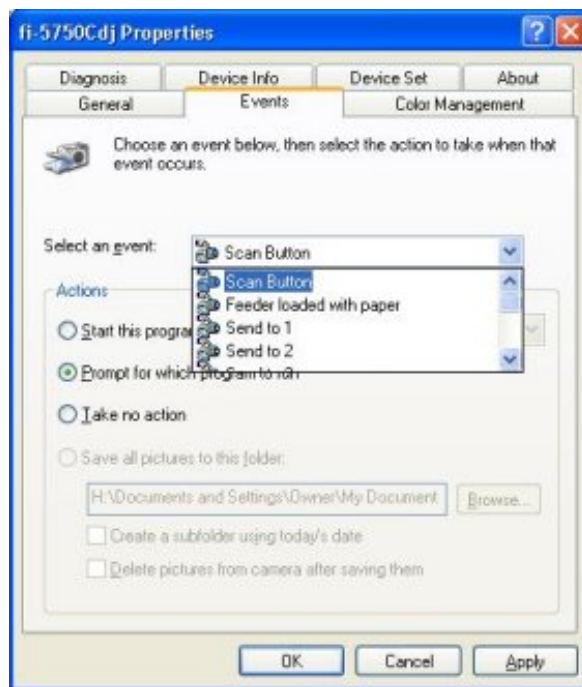 fi-5750Cdj Properties
Diagnosis Device Info Device Set About
General Events Color Management
Choose an event below, then select the action to take when that
event occurs.
Select an event: Scan Button
Scan Button
Feeder loaded with paper
Send to 1
Send to 2
Actions
Start this
Prompt for which program to run
Take no action
Save all pictures to this folder:
H:\Documents and Settings\Owner\My Document Browse...
Create a subfolder using today's date
Delete pictures from camera after saving them
OK Cancel Apply